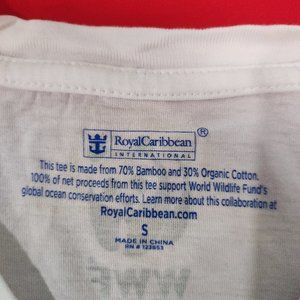 RoyalCaribbean®
INTERNATIONAL
This tee is made from 70% Bamboo and 30% Organic Cotton.
100% of net proceeds from this tee support World Wildlife Fund's
global ocean conservation efforts. Learn more about this collaboration at
RoyalCaribbean.com
S
MADE IN CHINA
RN # 123853
WWF